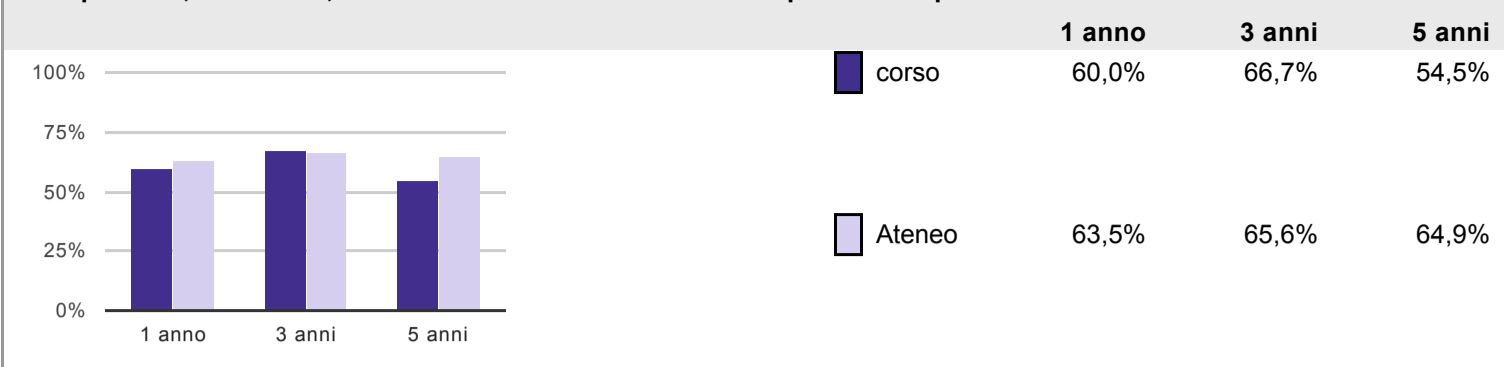 1 anno 3 anni 5 anni
100%
75%
50%
25%
0%
1 anno 3 anni 5 anni
corso 60,0% 66,7% 54,5%
Ateneo 63,5% 65,6% 64,9%